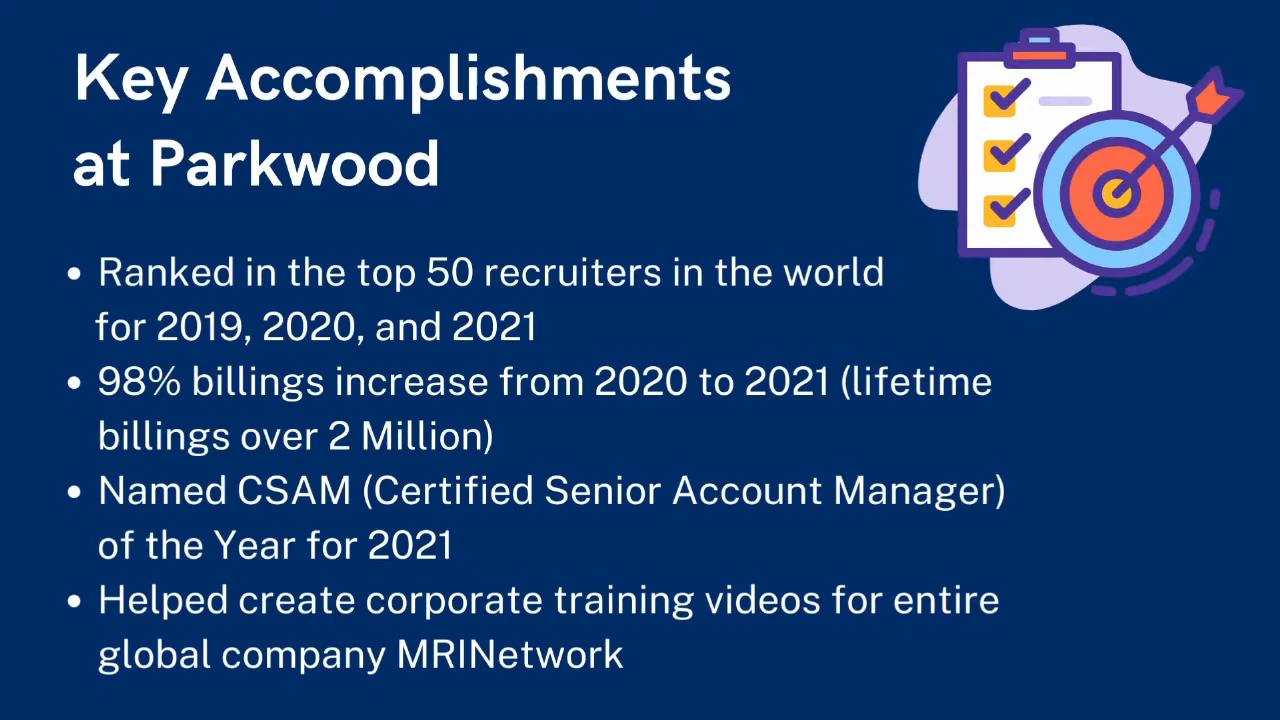 Key Accomplishments
at Parkwood
• Ranked in the top 50 recruiters in the world
for 2019, 2020, and 2021
• 98% billings increase from 2020 to 2021 (lifetime
billings over 2 Million)
• Named CSAM (Certified Senior Account Manager)
of the Year for 2021
• Helped create corporate training videos for entire
global company MRINetwork